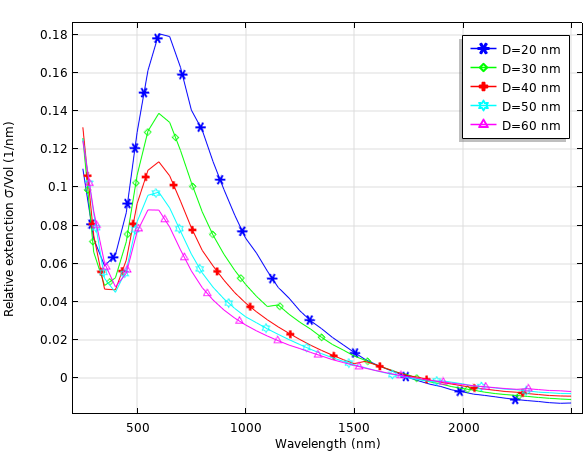 0.18
0.16
0.14
0.12
0.1
0.08
0.06
0.04
0.02
0
Relative extenction σ/Vol (1/nm)
D=20 nm
D=30 nm
D=40 nm
D=50 nm
D=60 nm
500 1000 1500 2000
Wavelength (nm)